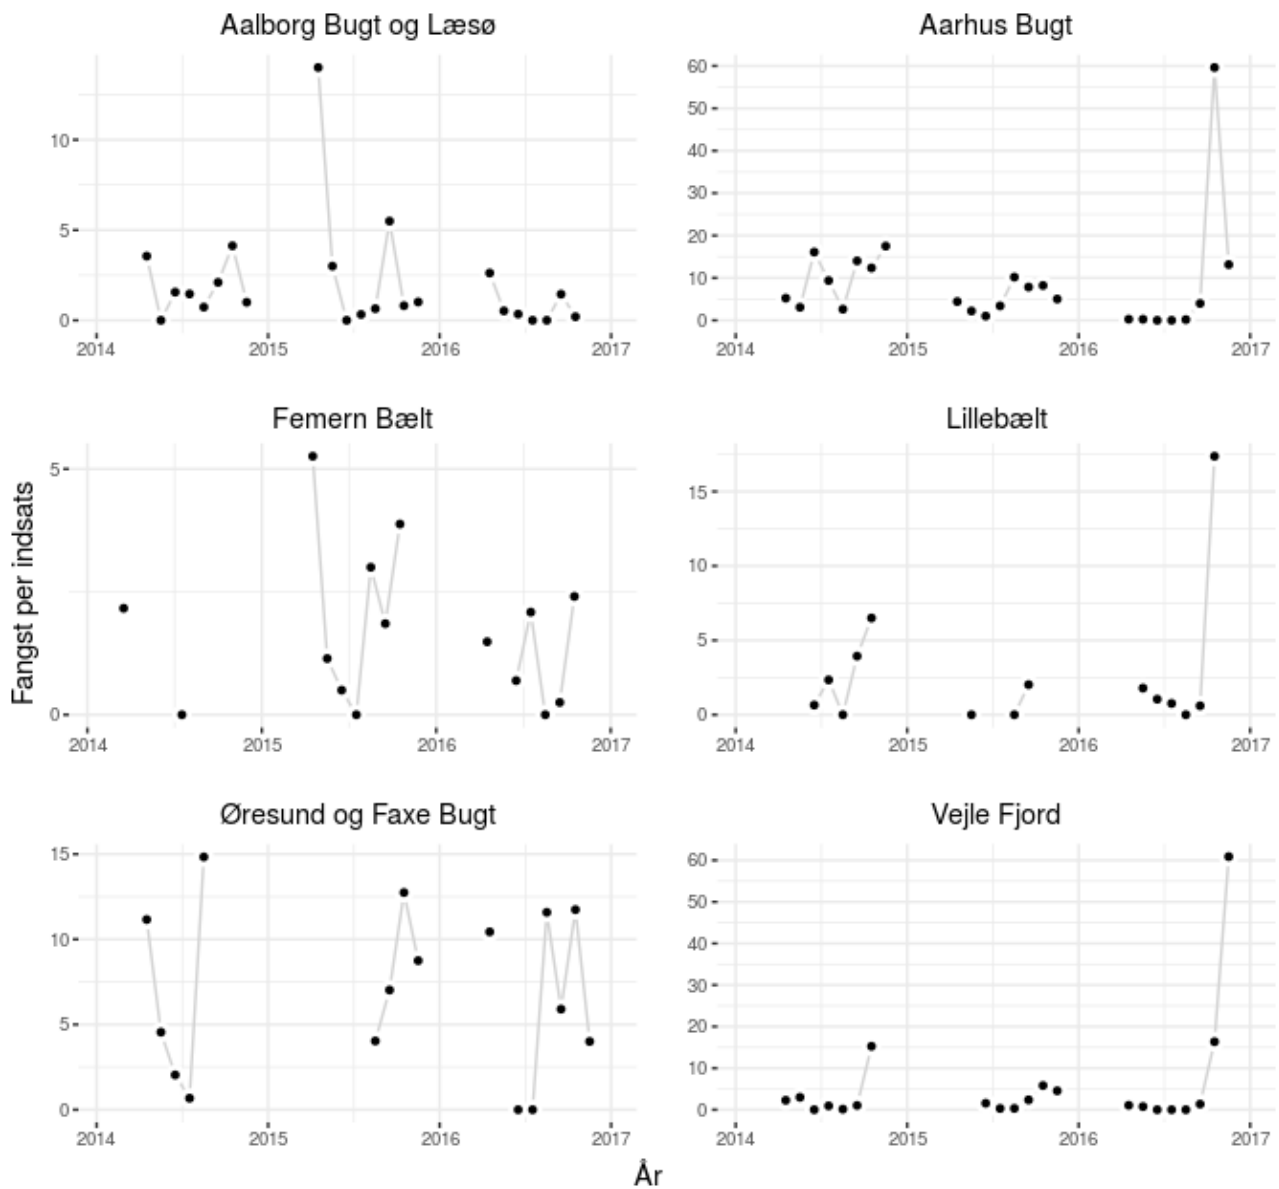 Aalborg Bugt og Læsø
10
5
0
2014 2015 2016 2017
Aarhus Bugt
60
50
40
30
20
10
0
2014 2015 2016 2017
Fangst per indsats
Femern Bælt
5
0
2014 2015 2016 2017
Lillebælt
15
10
5
0
2014 2015 2016 2017
Øresund og Faxe Bugt
15
10
5
0
2014 2015 2016 2017
Vejle Fjord
60
50
40
30
20
10
0
2014 2015 2016 2017
År